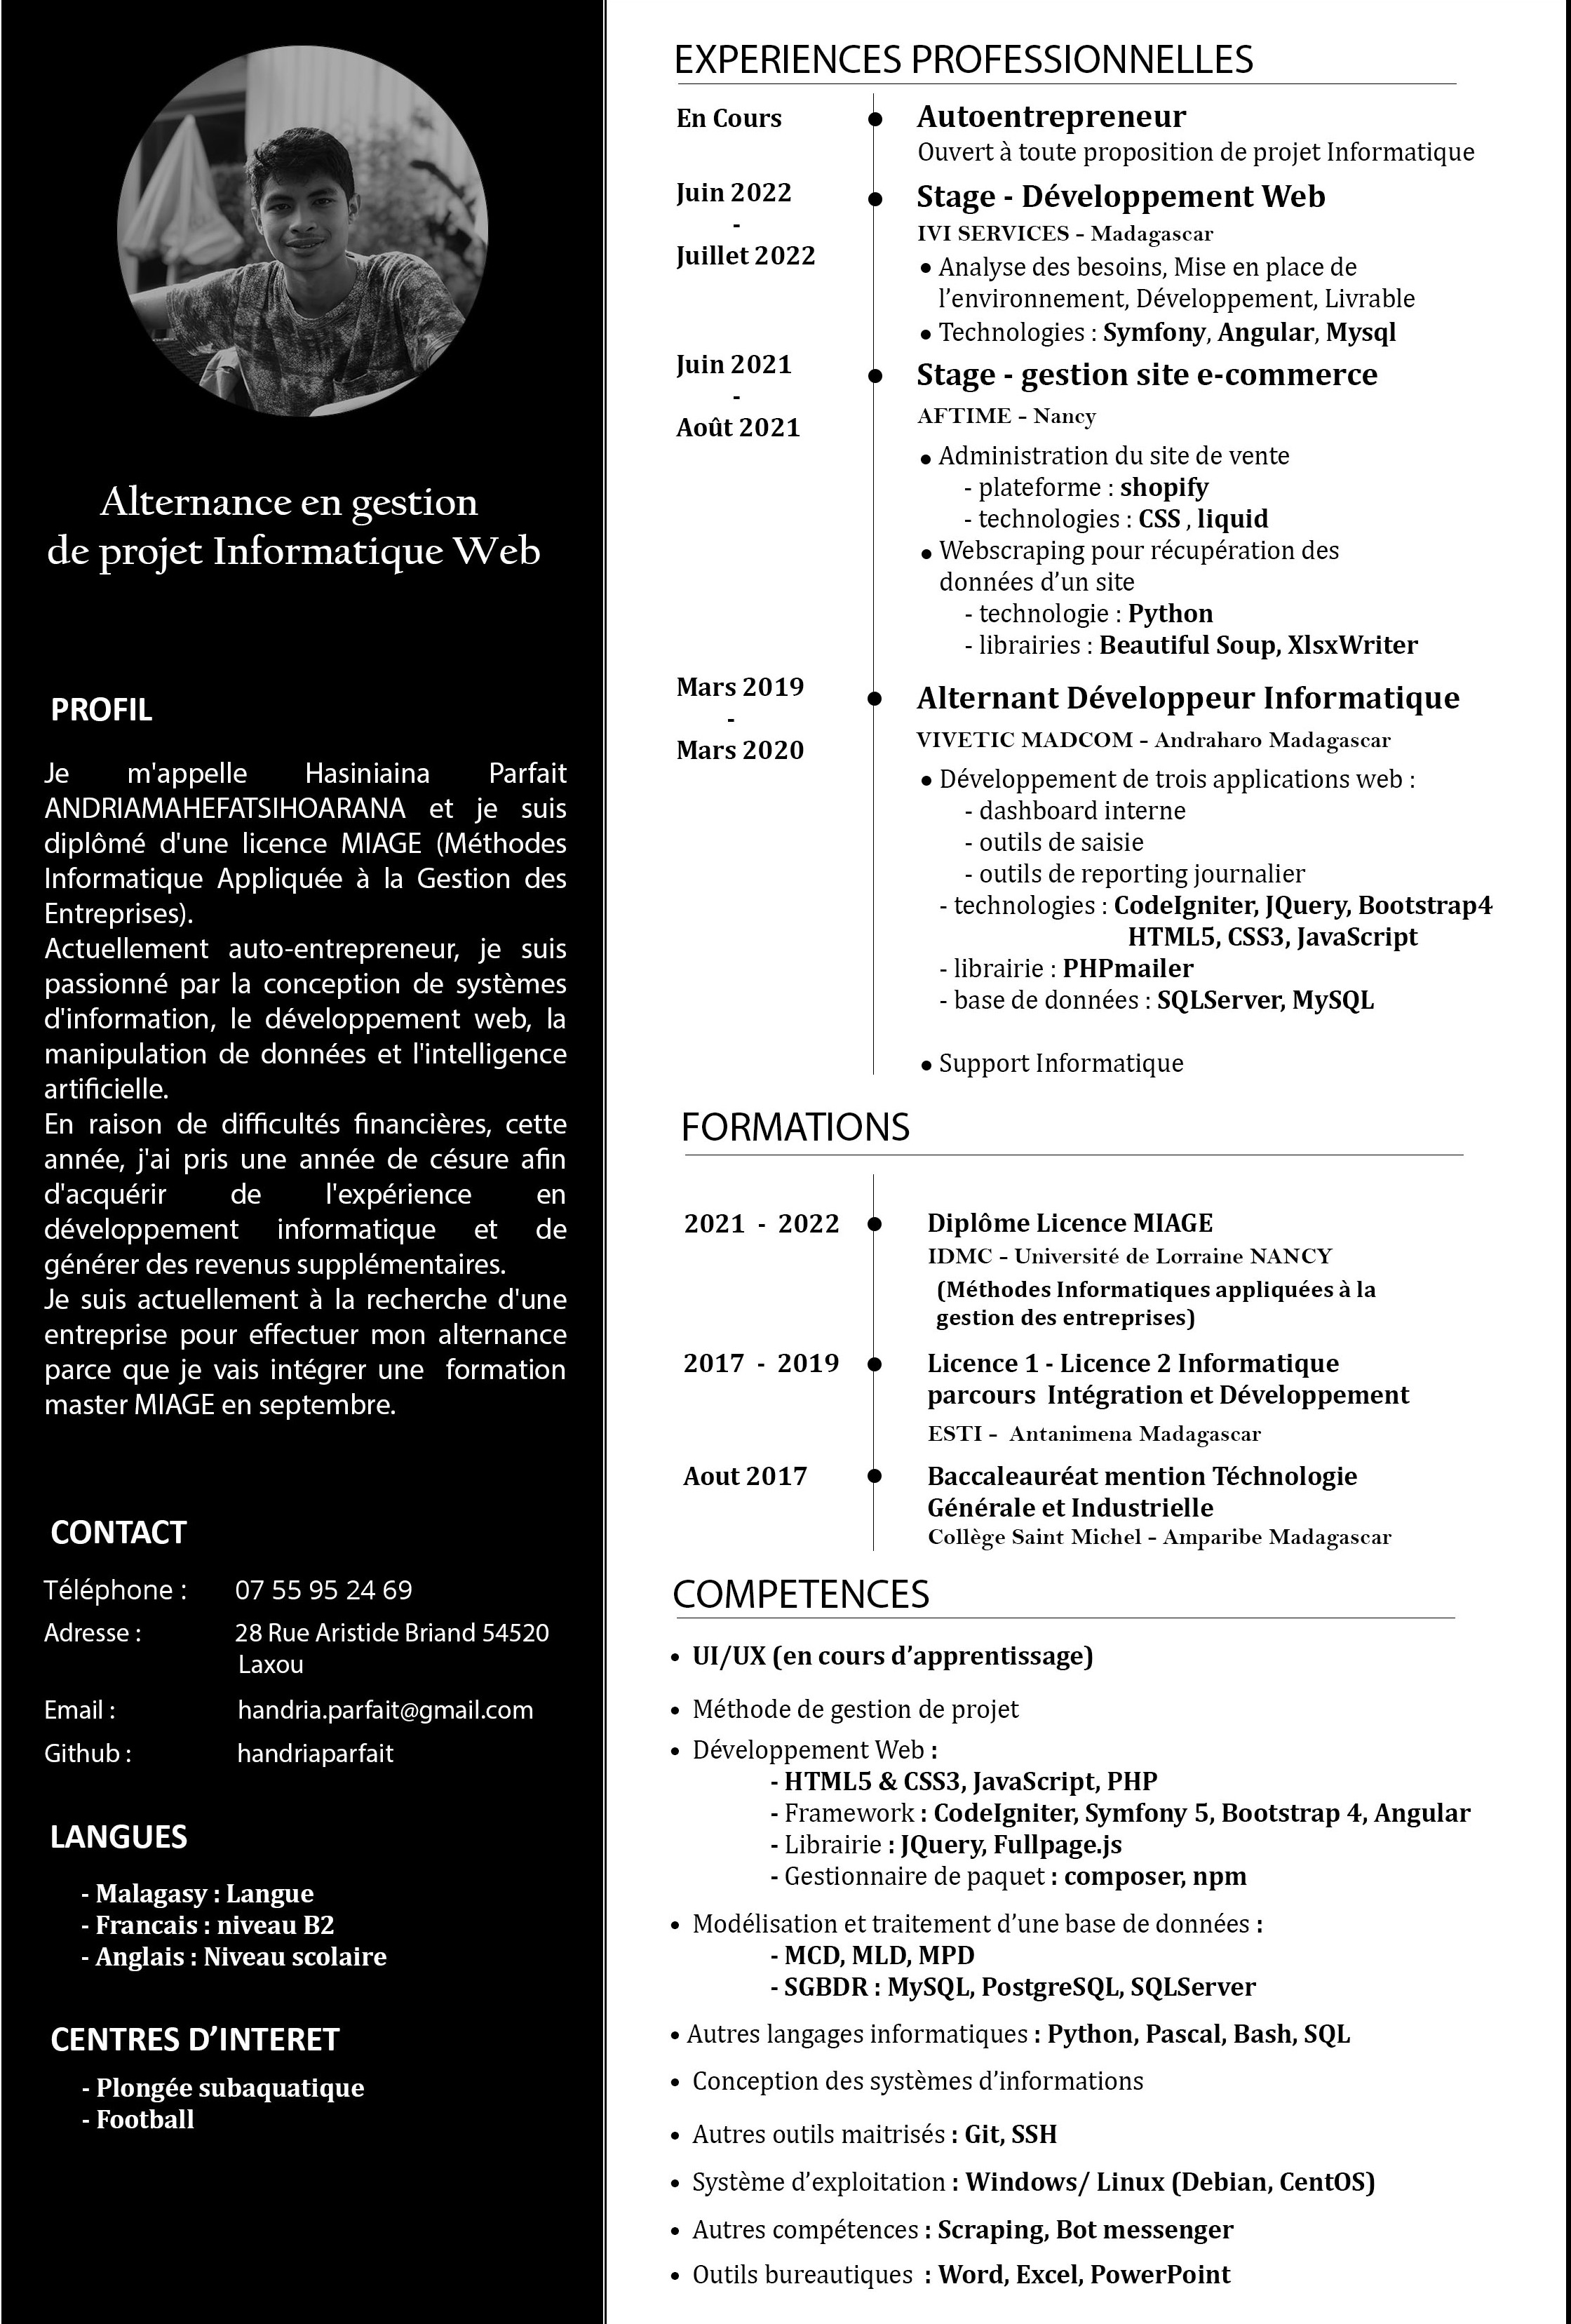 Alternance en gestion
de projet Informatique Web
PROFIL
Je m'appelle Hasiniaina Parfait
ANDRIAMAHEFATSIHOARANA et je suis
diplômé d'une licence MIAGE (Méthodes
Informatique Appliquée à la Gestion des
Entreprises).
Actuellement auto-entrepreneur, je suis
passionné par la conception de systèmes
d'information, le développement web, la
manipulation de données et l'intelligence
artificielle.
En raison de difficultés financières, cette
année, j'ai pris une année de césure afin
d'acquérir de l'expérience en
développement informatique et de
générer des revenus supplémentaires.
Je suis actuellement à la recherche d'une
entreprise pour effectuer mon alternance
parce que je vais intégrer une formation
master MIAGE en septembre.
CONTACT
Téléphone : 07 55 95 24 69
Adresse : 28 Rue Aristide Briand 54520
Laxou
Email : handria.parfait@gmail.com
Github : handriaparfait
LANGUES
- Malagasy : Langue
- Francais : niveau B2
- Anglais : Niveau scolaire
CENTRES D’INTERET
- Plongée subaquatique
- Football
EXPERIENCES PROFESSIONNELLES
En Cours
Autoentrepreneur
Ouvert à toute proposition de projet Informatique
Juin 2022
-
Juillet 2022
Stage - Développement Web
IVI SERVICES - Madagascar
• Analyse des besoins, Mise en place de
l’environnement, Développement, Livrable
• Technologies : Symfony, Angular, Mysql
Juin 2021
-
Août 2021
Stage - gestion site e-commerce
AFTIME - Nancy
• Administration du site de vente
- plateforme : shopify
- technologies : CSS , liquid
• Webscraping pour récupération des
données d’un site
- technologie : Python
- librairies : Beautiful Soup, XlsxWriter
Mars 2019
-
Mars 2020
Alternant Développeur Informatique
VIVETIC MADCOM - Andraharo Madagascar
• Développement de trois applications web :
- dashboard interne
- outils de saisie
- outils de reporting journalier
- technologies : CodeIgniter, JQuery, Bootstrap4
HTML5, CSS3, JavaScript
- librairie : PHPmailer
- base de données : SQLServer, MySQL
• Support Informatique
FORMATIONS
2021 - 2022
Diplôme Licence MIAGE
IDMC - Université de Lorraine NANCY
(Méthodes Informatiques appliquées à la
gestion des entreprises)
2017 - 2019
Licence 1 - Licence 2 Informatique
parcours Intégration et Développement
ESTI - Antanimena Madagascar
Aout 2017
Baccaleauréat mention Téchnologie
Générale et Industrielle
Collège Saint Michel - Amparibe Madagascar
COMPETENCES
• UI/UX (en cours d’apprentissage)
• Méthode de gestion de projet
• Développement Web :
- HTML5 & CSS3, JavaScript, PHP
- Framework : CodeIgniter, Symfony 5, Bootstrap 4, Angular
- Librairie : JQuery, Fullpage.js
- Gestionnaire de paquet : composer, npm
• Modélisation et traitement d’une base de données :
- MCD, MLD, MPD
- SGBDR : MySQL, PostgreSQL, SQLServer
• Autres langages informatiques : Python, Pascal, Bash, SQL
• Conception des systèmes d’informations
• Autres outils maitrisés : Git, SSH
• Système d’exploitation : Windows/ Linux (Debian, CentOS)
• Autres compétences : Scraping, Bot messenger
• Outils bureautiques : Word, Excel, PowerPoint